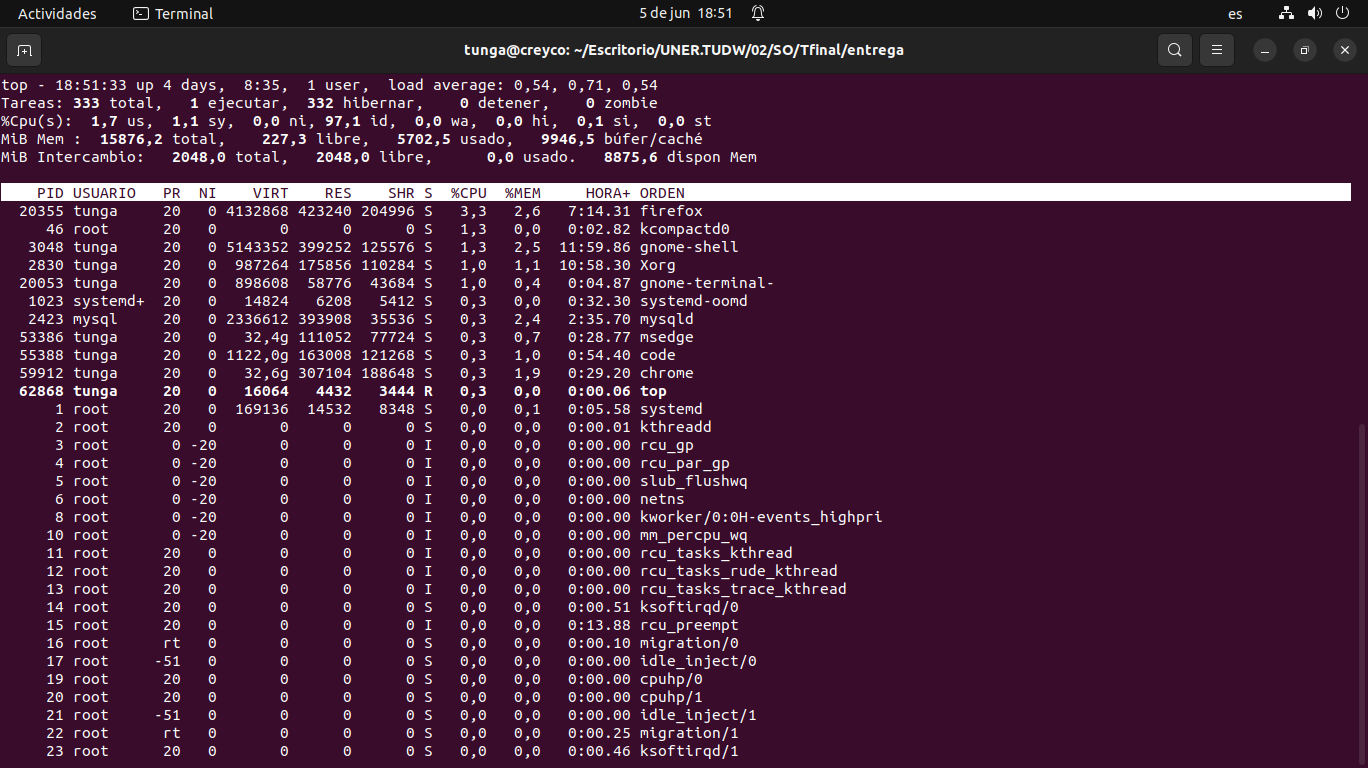 Actividades Terminal 5 de jun 18:51 es
tunga@creyco: ~/Escritorio/UNER.TUDW/02/SO/Tfinal/entrega
top - 18:51:33 up 4 days,  8:35,  1 user,  load average: 0,54, 0,71, 0,54
Tareas: 333 total,   1 ejecutar,  332 hibernar,    0 detener,    0 zombie
%Cpu(s):  1,7 us,  1,1 sy,  0,0 ni, 97,1 id,  0,0 wa,  0,0 hi,  0,1 si,  0,0 st
MiB Mem :  15876,2 total,    227,3 libre,   5702,5 usado,   9946,5 búfer/caché
MiB Intercambio:   2048,0 total,   2048,0 libre,      0,0 usado.   8875,6 dispon Mem
PID USUARIO   PR  NI    VIRT    RES    SHR S  %CPU  %MEM     HORA+ ORDEN
20355 tunga     20   0 4132868 423240 204996 S   3,3   2,6   7:14.31 firefox
46 root      20   0       0      0      0 S   1,3   0,0   0:02.82 kcompactd0
3048 tunga     20   0 5143352 399252 125576 S   1,3   2,5  11:59.86 gnome-shell
2830 tunga     20   0  987264 175856 110284 S   1,0   1,1  10:58.30 Xorg
20053 tunga     20   0  898608  58776  43684 S   1,0   0,4   0:04.87 gnome-terminal-
1023 systemd+  20   0   14824   6208   5412 S   0,3   0,0   0:32.30 systemd-oomd
2423 mysql     20   0 2336612 393908  35536 S   0,3   2,4   2:35.70 mysqld
53386 tunga     20   0   32,4g 111052  77724 S   0,3   0,7   0:28.77 msedge
55388 tunga     20   0 1122,0g 163008 121268 S   0,3   1,0   0:54.40 code
59912 tunga     20   0   32,6g 307104 188648 S   0,3   1,9   0:29.20 chrome
62868 tunga     20   0   16064   4432   3444 R   0,3   0,0   0:00.06 top
1 root      20   0  169136  14532   8348 S   0,0   0,1   0:05.58 systemd
2 root      20   0       0      0      0 S   0,0   0,0   0:00.01 kthreadd
3 root       0 -20       0      0      0 I   0,0   0,0   0:00.00 rcu_gp
4 root       0 -20       0      0      0 I   0,0   0,0   0:00.00 rcu_par_gp
5 root       0 -20       0      0      0 I   0,0   0,0   0:00.00 slub_flushwq
6 root       0 -20       0      0      0 I   0,0   0,0   0:00.00 netns
8 root       0 -20       0      0      0 I   0,0   0,0   0:00.00 kworker/0:0H-events_highpri
10 root       0 -20       0      0      0 I   0,0   0,0   0:00.00 mm_percpu_wq
11 root      20   0       0      0      0 I   0,0   0,0   0:00.00 rcu_tasks_kthread
12 root      20   0       0      0      0 I   0,0   0,0   0:00.00 rcu_tasks_rude_kthread
13 root      20   0       0      0      0 I   0,0   0,0   0:00.00 rcu_tasks_trace_kthread
14 root      20   0       0      0      0 S   0,0   0,0   0:00.51 ksoftirqd/0
15 root      20   0       0      0      0 I   0,0   0,0   0:13.88 rcu_preempt
16 root      rt   0       0      0      0 S   0,0   0,0   0:00.10 migration/0
17 root     -51   0       0      0      0 S   0,0   0,0   0:00.00 idle_inject/0
19 root      20   0       0      0      0 S   0,0   0,0   0:00.00 cpuhp/0
20 root      20   0       0      0      0 S   0,0   0,0   0:00.00 cpuhp/1
21 root     -51   0       0      0      0 S   0,0   0,0   0:00.00 idle_inject/1
22 root      rt   0       0      0      0 S   0,0   0,0   0:00.25 migration/1
23 root      20   0       0      0      0 S   0,0   0,0   0:00.46 ksoftirqd/1